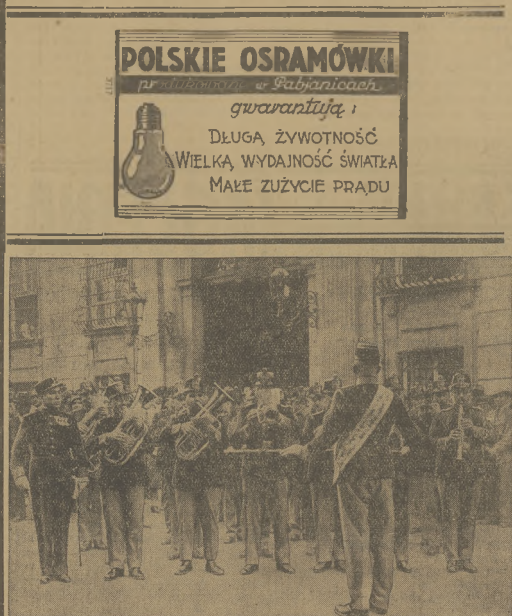 POLSKIE OSRAMÓWKI
produkowane w Pabjanicach
gwarantują:
DŁUGĄ ŻYWOTNOŚĆ
WIELKĄ WYDAJNOŚĆ ŚWIATŁA
MAŁE ZUŻYCIE PRĄDU